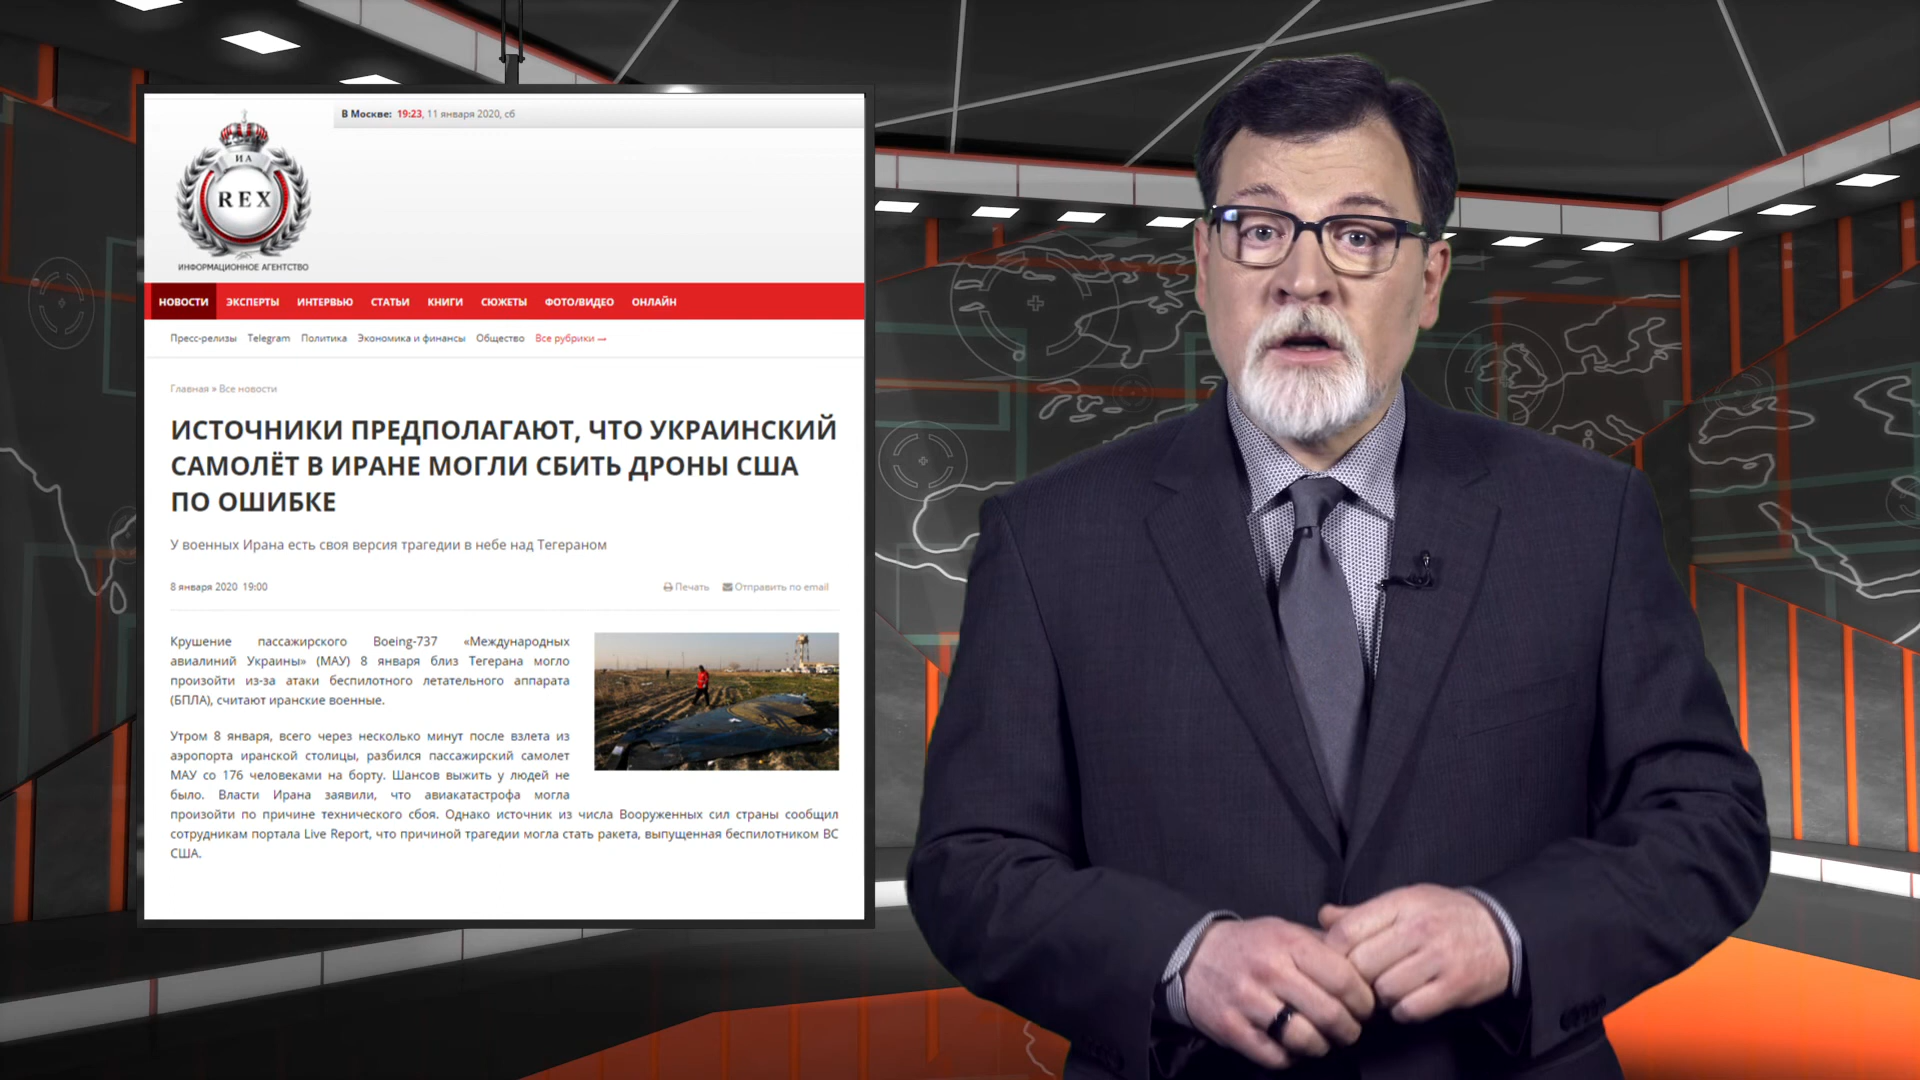 В Москве: 19:23, 11 января 2020, сб
ИА
REX
ИНФОРМАЦИОННОЕ АГЕНТСТВО
НОВОСТИ ЭКСПЕРТЫ ИНТЕРВЬЮ СТАТЬИ КНИГИ СЮЖЕТЫ ФОТО/ВИДЕО ОНЛАЙН
Пресс-релизы Telegram Политика Экономика и финансы Общество Все рубрики →
Главная » Все новости
ИСТОЧНИКИ ПРЕДПОЛАГАЮТ, ЧТО УКРАИНСКИЙ
САМОЛЁТ В ИРАНЕ МОГЛИ СБИТЬ ДРОНЫ США
ПО ОШИБКЕ
У военных Ирана есть своя версия трагедии в небе над Тегераном
8 января 2020 19:00 Печать Отправить по email
Крушение пассажирского Boeing-737 «Международных
авиалиний Украины» (МАУ) 8 января близ Тегерана могло
произойти из-за атаки беспилотного летательного аппарата
(БПЛА), считают иранские военные.
Утром 8 января, всего через несколько минут после взлета из
аэропорта иранской столицы, разбился пассажирский самолет
МАУ со 176 человеками на борту. Шансов выжить у людей не
было. Власти Ирана заявили, что авиакатастрофа могла
произойти по причине технического сбоя. Однако источник из числа Вооруженных сил страны сообщил
сотрудникам портала Live Report, что причиной трагедии могла стать ракета, выпущенная беспилотником ВС
США.